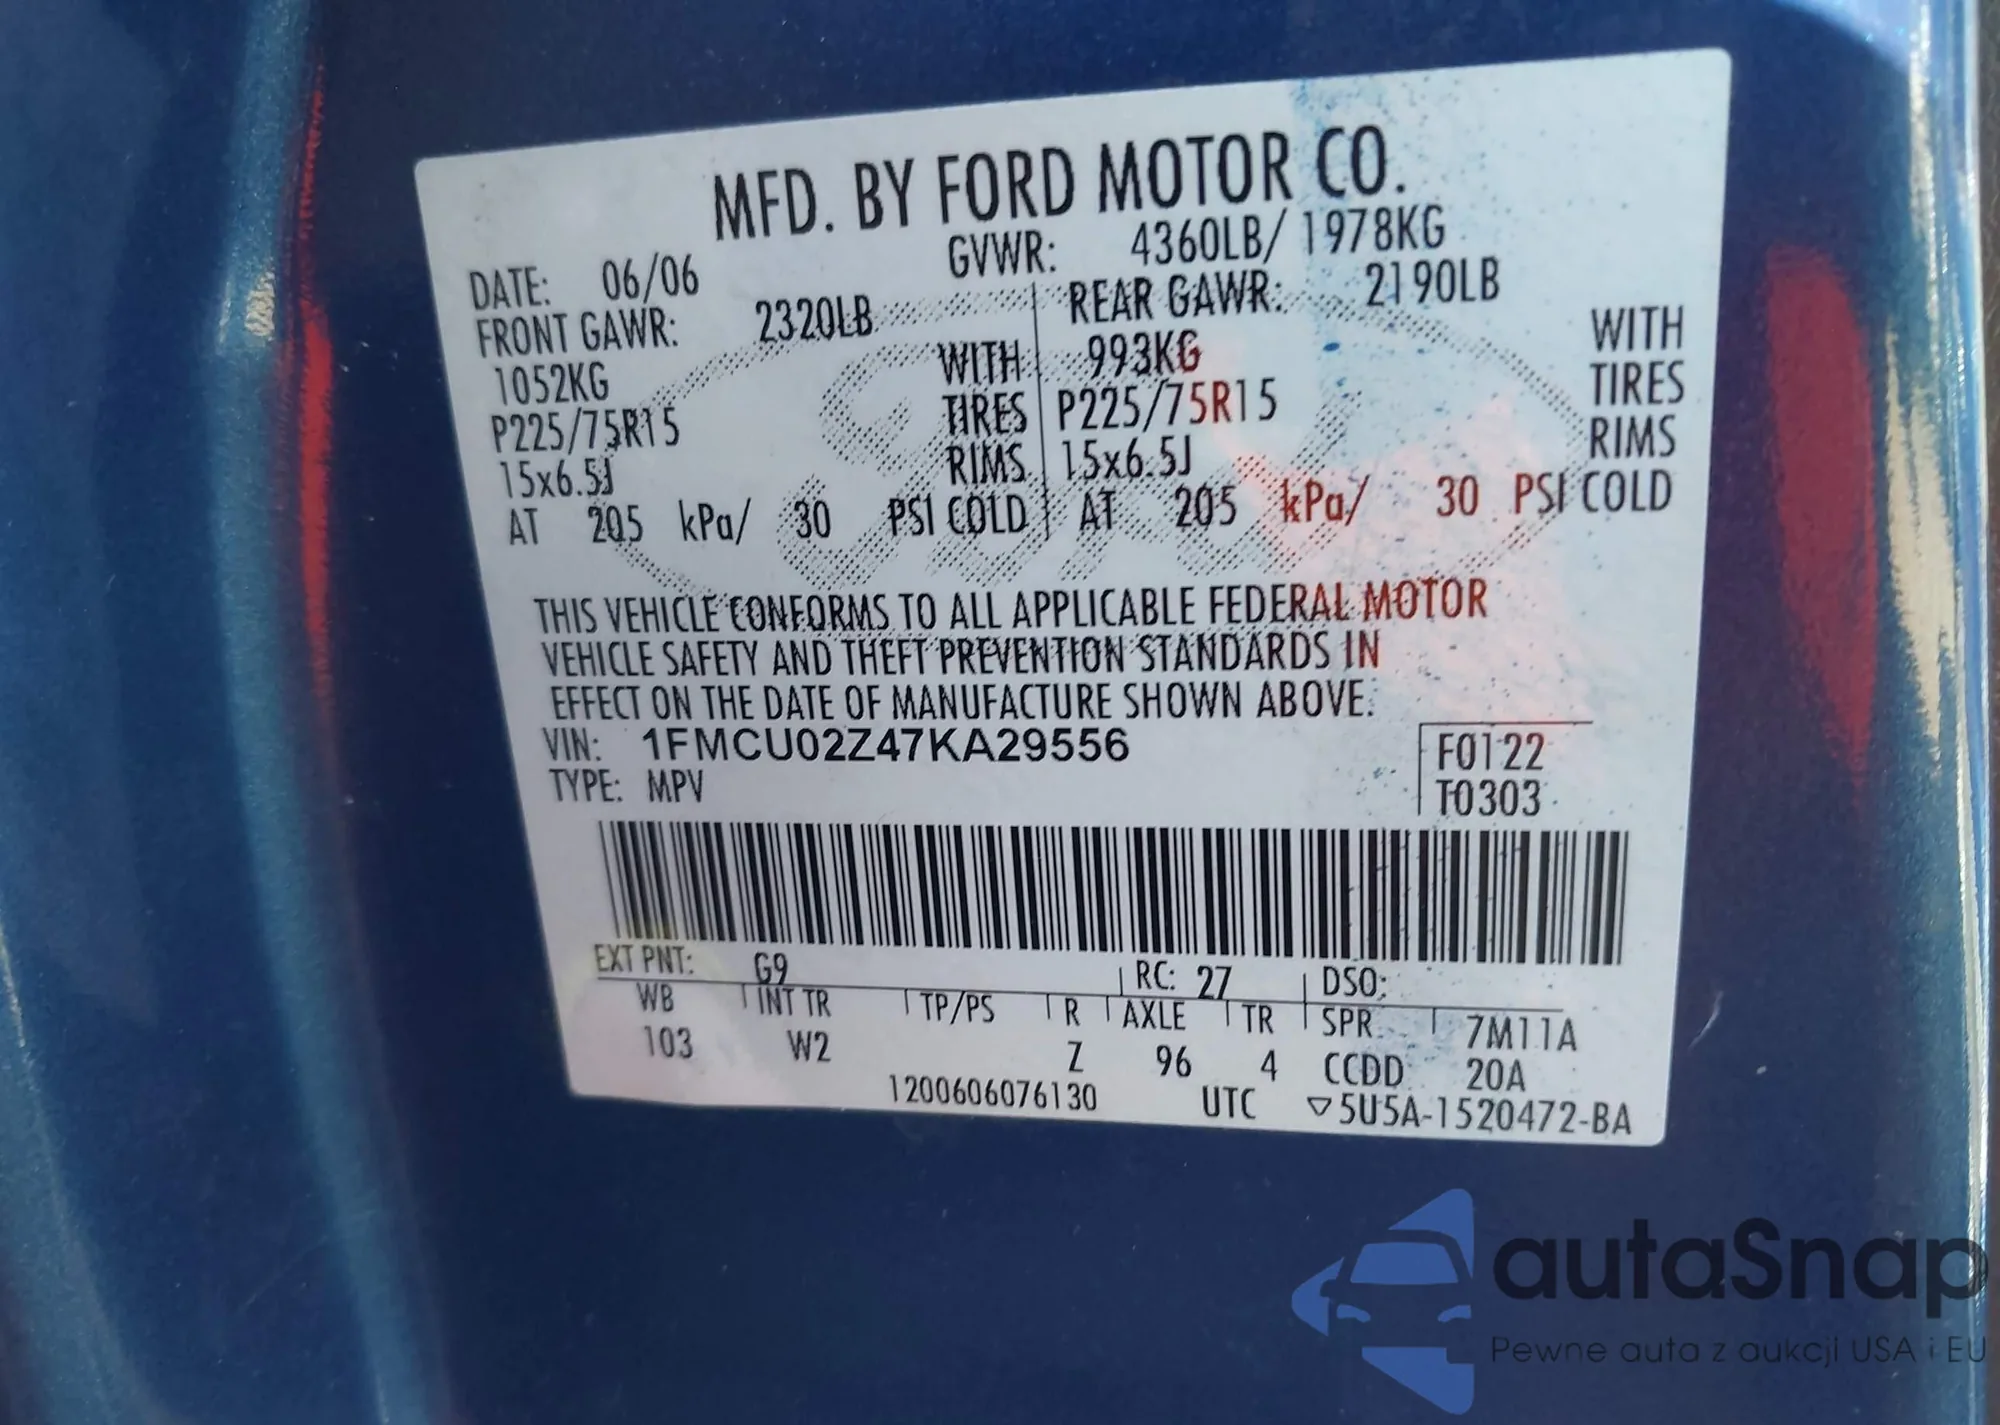 MFD. BY FORD MOTOR CO.
DATE: 06/06 GVWR: 4360LB/ 1978KG
FRONT GAWR: 2320LB REAR GAWR: 2190LB
1052KG WITH 993KG WITH
P225/75R15 TIRES P225/75R15 TIRES
15x6.5J RIMS 15x6.5J RIMS
AT 205 kPa/ 30 PSI COLD AT 205 kPa/ 30 PSI COLD
THIS VEHICLE CONFORMS TO ALL APPLICABLE FEDERAL MOTOR
VEHICLE SAFETY AND THEFT PREVENTION STANDARDS IN
EFFECT ON THE DATE OF MANUFACTURE SHOWN ABOVE.
VIN: 1FMCU02Z47KA29556 F0122
TYPE: MPV T0303
EXT PNT: G9 RC: 27 DSO:
WB INT TR TP/PS R AXLE TR SPR 7M11A
103 W2 Z 96 4 CCDD 20A
1200606076130 UTC ▽5U5A-1520472-BA
autaSnap
Pewne auta z aukcji USA i EU